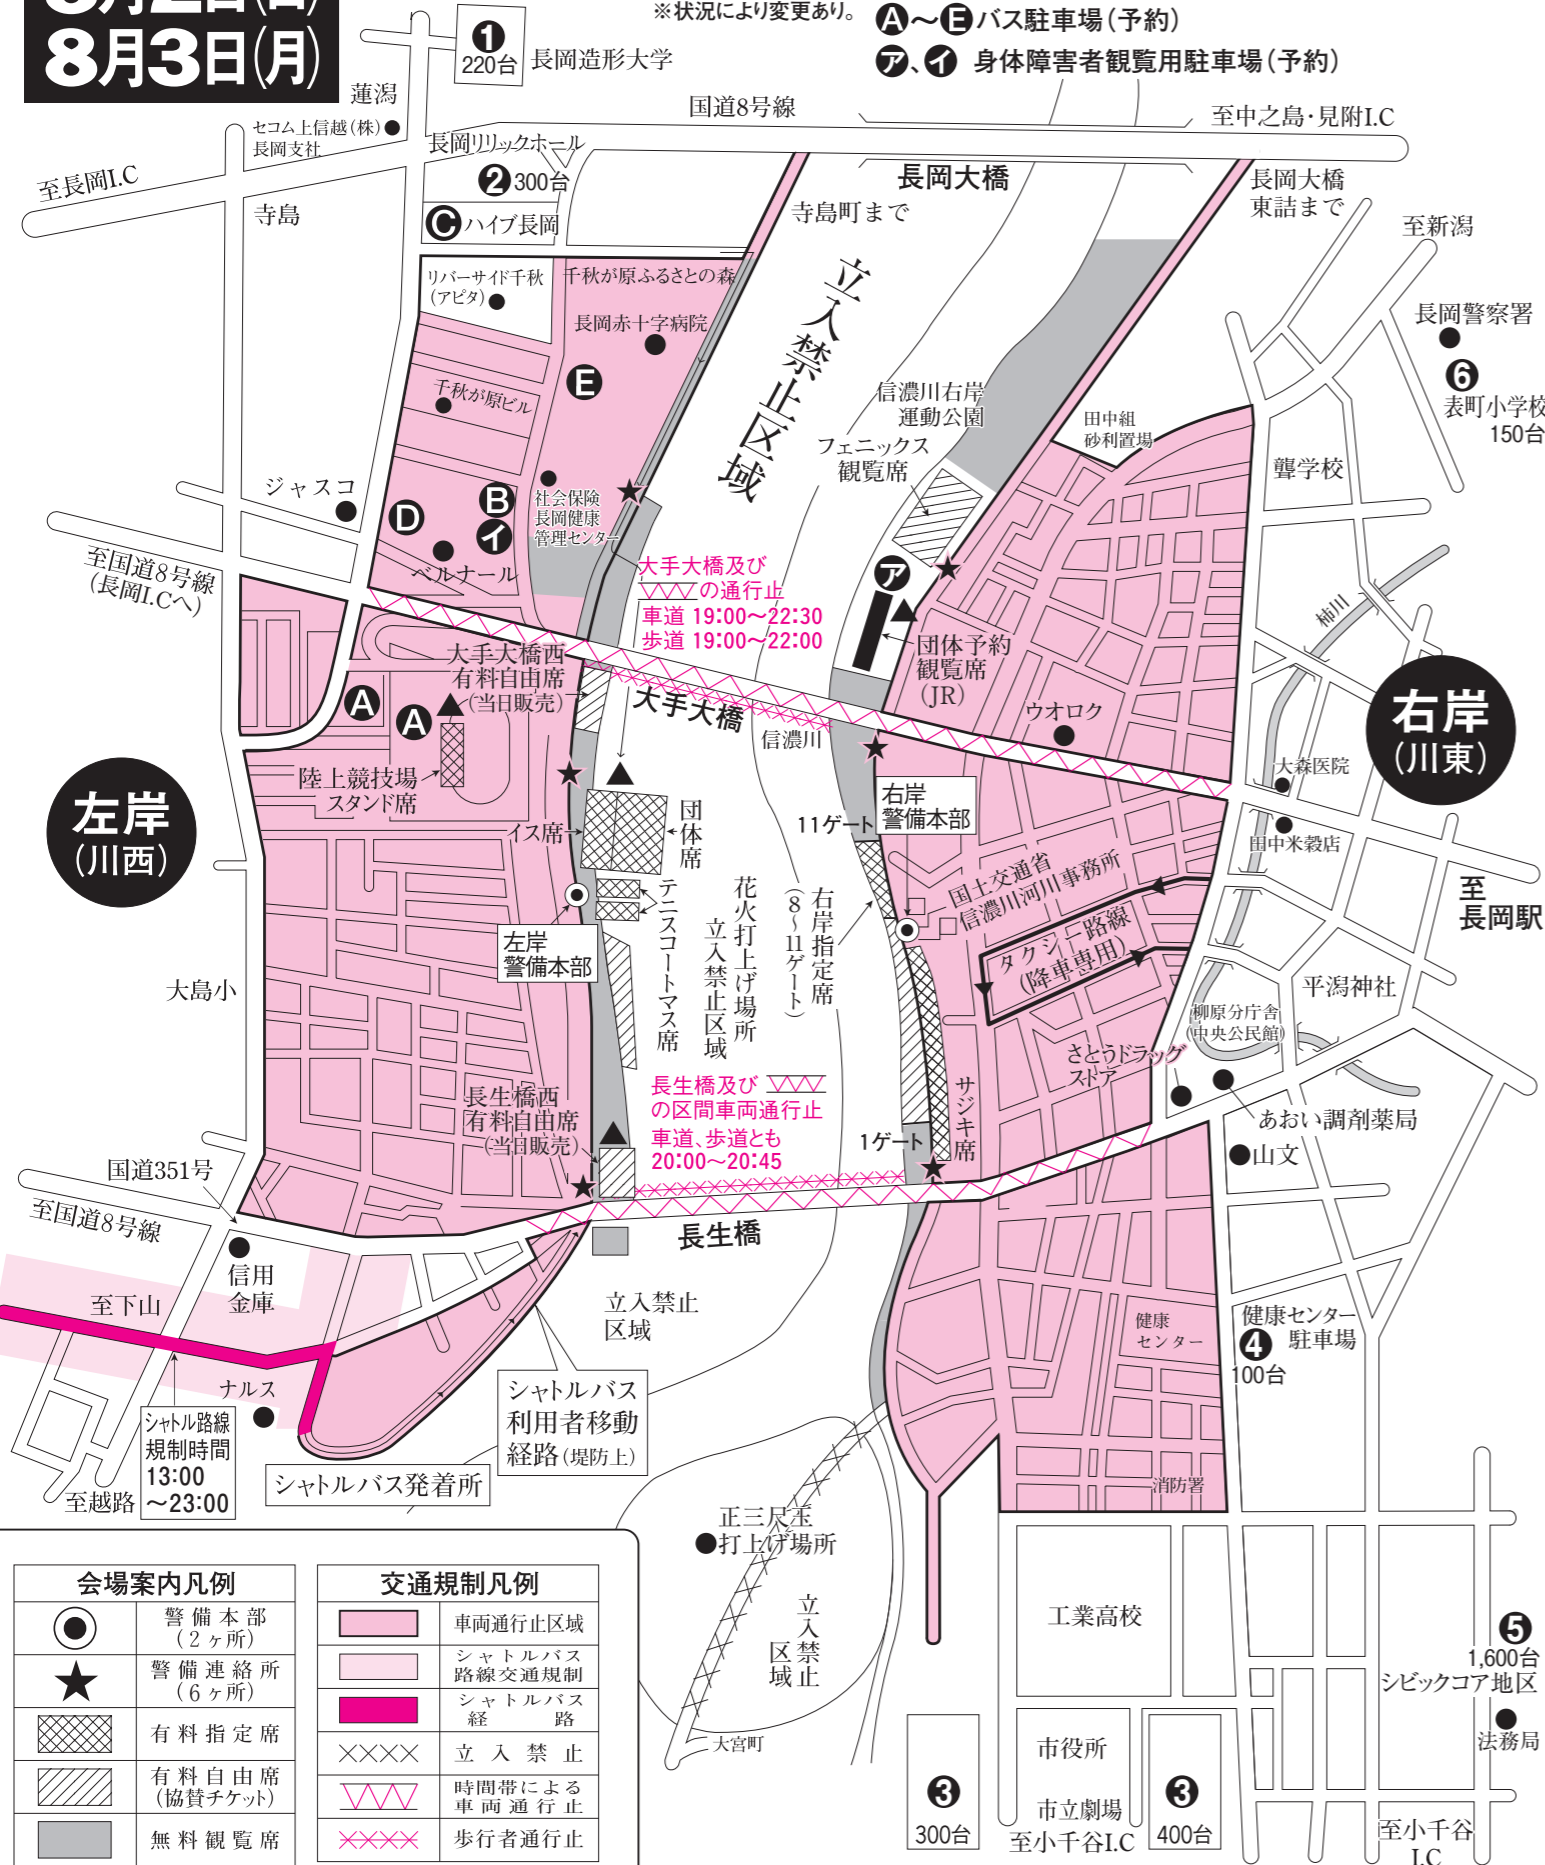 8月2日(日)
8月3日(月)
※状況により変更あり。
Ⓐ～Ⓔバス駐車場(予約)
㋐、㋑ 身体障害者観覧用駐車場(予約)
❶
220台
長岡造形大学
蓮潟
セコム上信越(株)
長岡支社
国道8号線
至中之島・見附I.C
至長岡I.C
長岡リリックホール
❷300台
Ⓒハイブ長岡
寺島
長岡大橋
寺島町まで
長岡大橋
東詰まで
至新潟
リバーサイド千秋
(アピタ)
千秋が原ふるさとの森
長岡赤十字病院
立入禁止区域
長岡警察署
❻
表町小学校
150台
千秋が原ビル
Ⓔ
信濃川右岸
運動公園
フェニックス
観覧席
田中組
砂利置場
聾学校
ジャスコ
Ⓓ
Ⓑ
㋑
社会保険
長岡健康
管理センター
ベルナール
至国道8号線
(長岡I.Cへ)
大手大橋及び
の通行止
車道 19:00～22:30
歩道 19:00～22:00
㋐
団体予約
観覧席
(JR)
柿川
大手大橋西
有料自由席
(当日販売)
大手大橋
信濃川
ウオロク
右岸
(川東)
Ⓐ
Ⓐ
陸上競技場
スタンド席
左岸
(川西)
イス席
団体席
11ゲート
右岸
警備本部
大森医院
田中米穀店
至
長岡駅
テニスコートマス席
花火打上げ場所
立入禁止区域
右岸指定席
(8～11ゲート)
国土交通省
信濃川河川事務所
タクシー路線
(降車専用)
左岸
警備本部
大島小
平潟神社
柳原分庁舎
(中央公民館)
さとうドラッグ
ストア
あおい調剤薬局
山文
長生橋西
有料自由席
(当日販売)
長生橋及び
の区間車両通行止
車道、歩道とも
20:00～20:45
サジキ席
1ゲート
国道351号
至国道8号線
長生橋
信用
金庫
至下山
立入禁止
区域
健康
センター
健康センター
駐車場
❹
100台
ナルス
シャトル路線
規制時間
13:00
～23:00
至越路
シャトルバス発着所
シャトルバス
利用者移動
経路(堤防上)
消防署
正三尺玉
打上げ場所
立入禁止
区域
大宮町
工業高校
❺
1,600台
シビックコア地区
法務局
市役所
市立劇場
❸
300台
❸
400台
至小千谷I.C
至小千谷
I.C
会場案内凡例
警備本部
(2ヶ所)
警備連絡所
(6ヶ所)
有料指定席
有料自由席
(協賛チケット)
無料観覧席
交通規制凡例
車両通行止区域
シャトルバス
路線交通規制
シャトルバス
経路
立入禁止
時間帯による
車両通行止
歩行者通行止